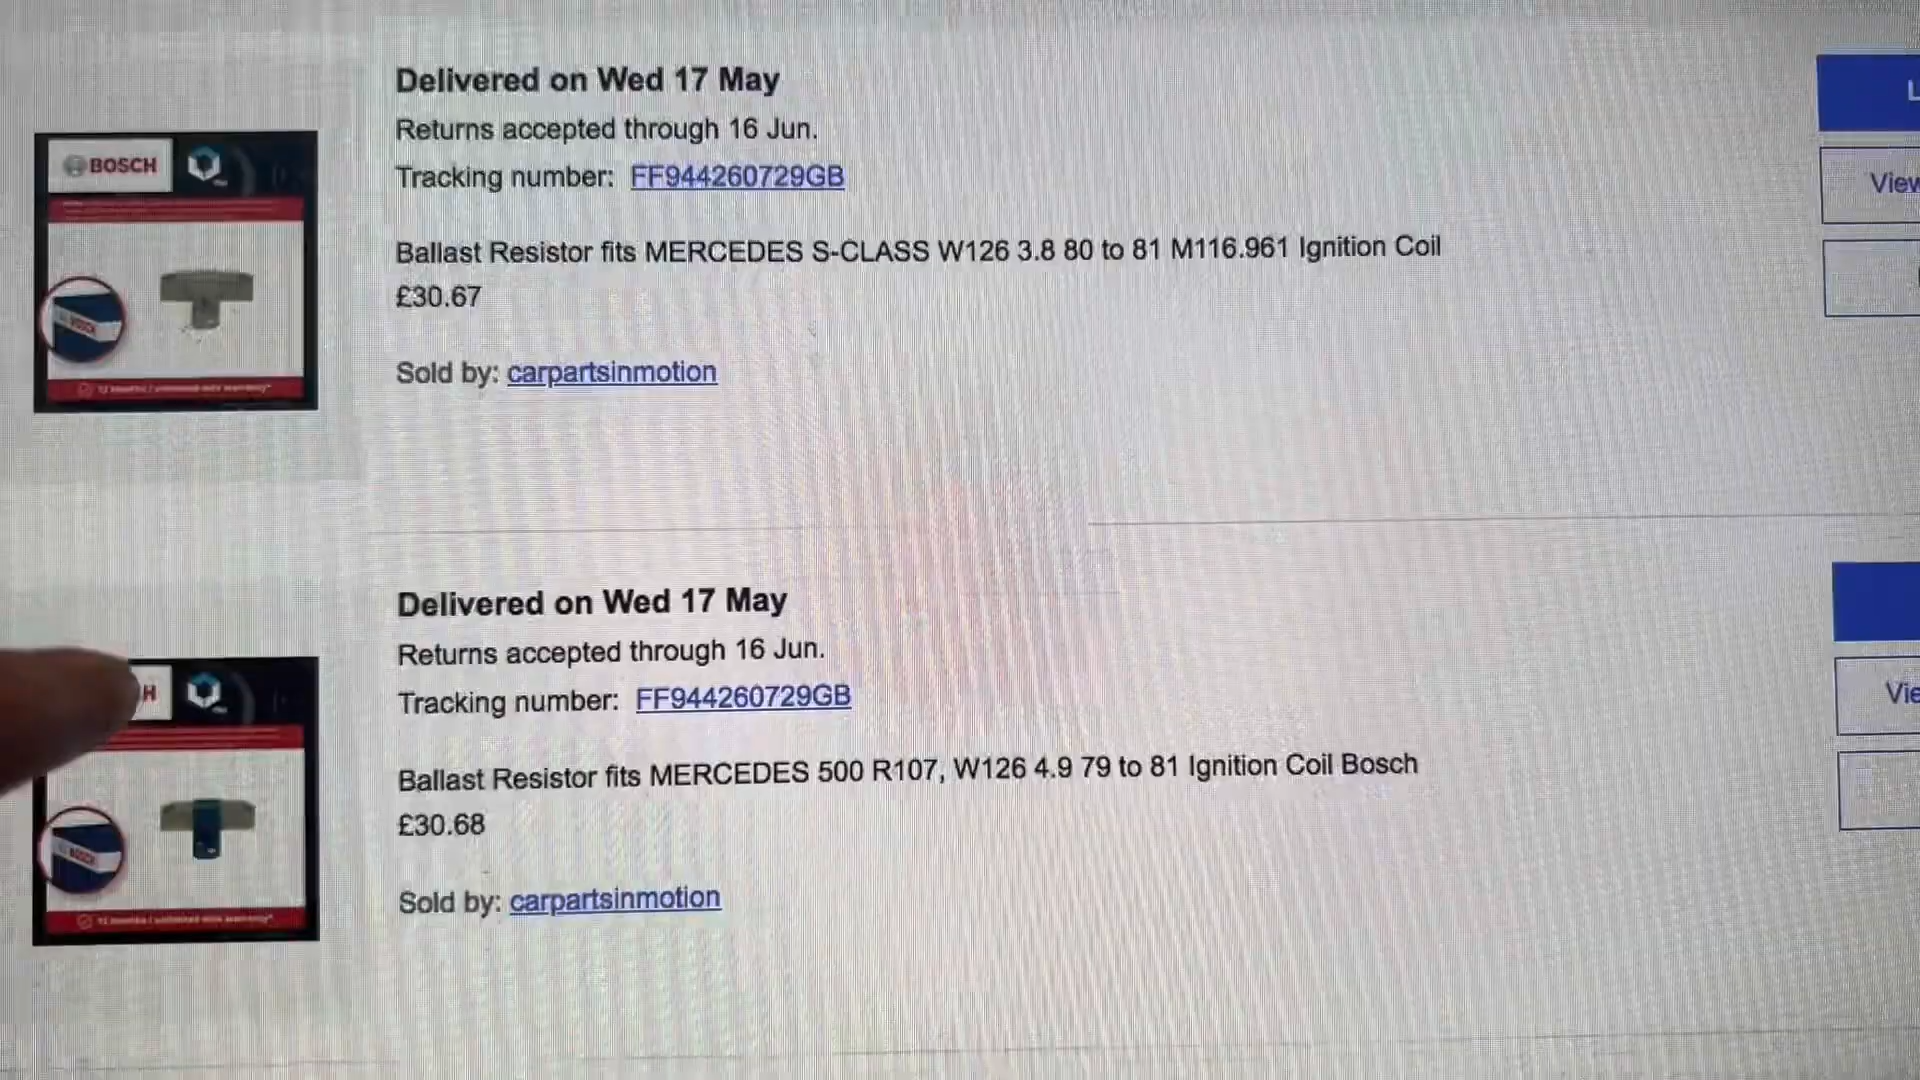 Delivered on Wed 17 May
Returns accepted through 16 Jun.
Tracking number: FF944260729GB
Ballast Resistor fits MERCEDES S-CLASS W126 3.8 80 to 81 M116.961 Ignition Coil
£30.67
Sold by: carpartsinmotion
BOSCH
BOSCH
L
View
Delivered on Wed 17 May
Returns accepted through 16 Jun.
Tracking number: FF944260729GB
Ballast Resistor fits MERCEDES 500 R107, W126 4.9 79 to 81 Ignition Coil Bosch
£30.68
Sold by: carpartsinmotion
H
BOSCH
Vie